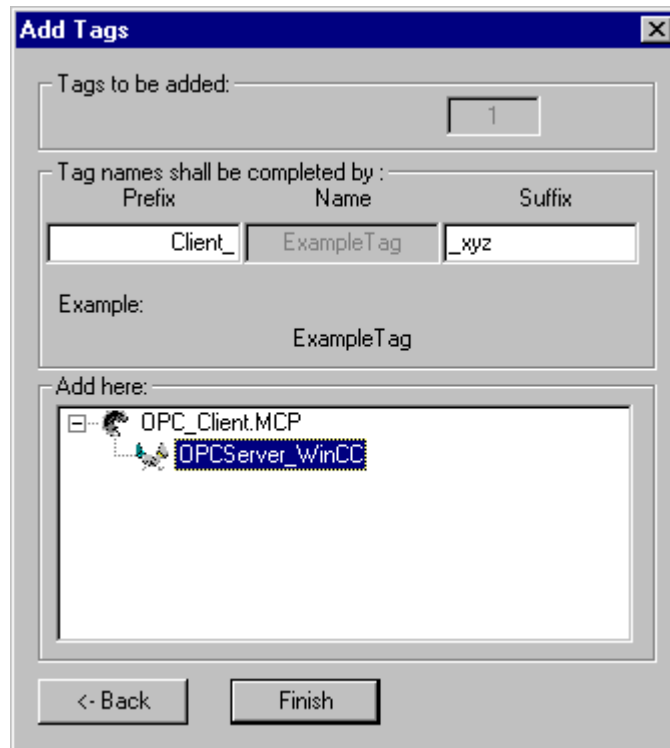 Add Tags
Tags to be added:
1
Tag names shall be completed by :
Prefix Name Suffix
Client_ ExampleTag _xyz
Example:
ExampleTag
Add here:
OPC_Client.MCP
OPCServer_WinCC
<- Back Finish